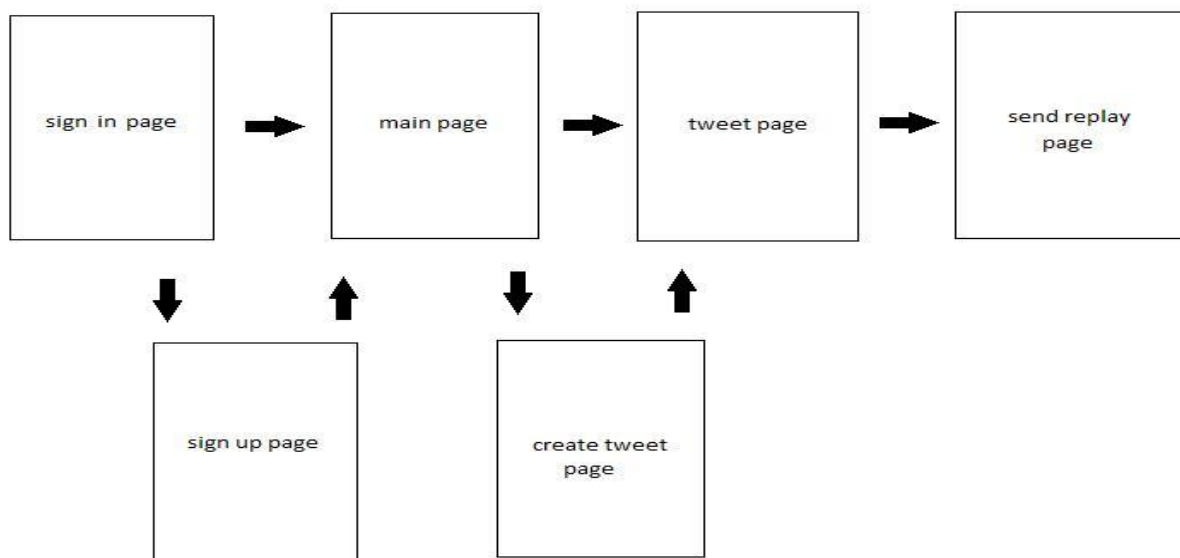 sign in page
main page
tweet page
send replay
page
sign up page
create tweet
page